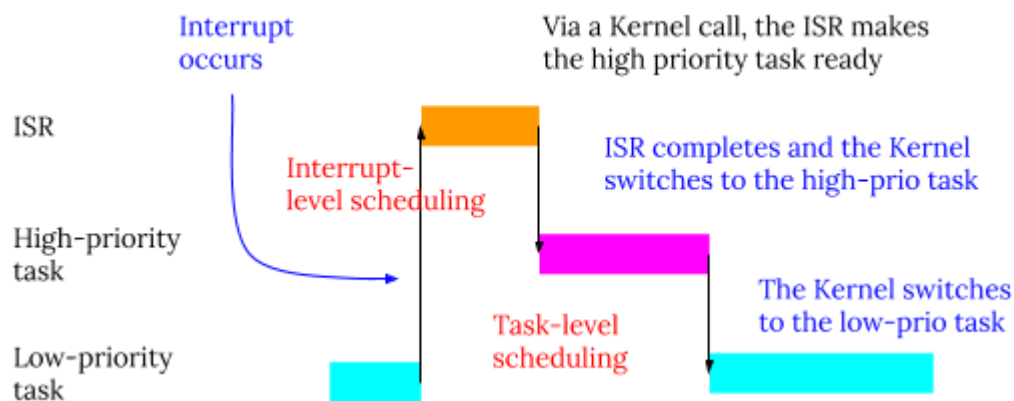 Interrupt
occurs
Via a Kernel call, the ISR makes
the high priority task ready
ISR
Interrupt-
level scheduling
ISR completes and the Kernel
switches to the high-prio task
High-priority
task
The Kernel switches
to the low-prio task
Task-level
scheduling
Low-priority
task